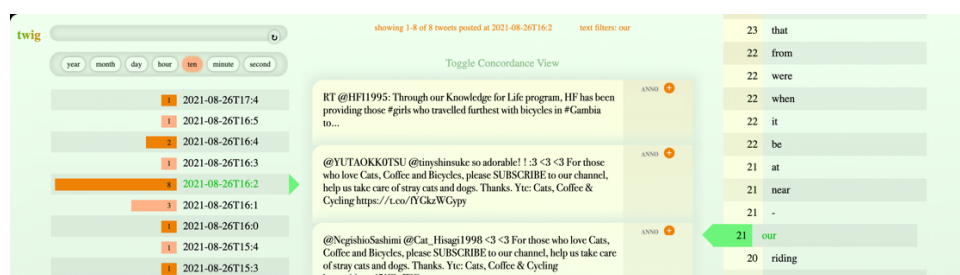 twig
↻
year month day hour ten minute second
1 2021-08-26T17:4
1 2021-08-26T16:5
2 2021-08-26T16:4
1 2021-08-26T16:3
8 2021-08-26T16:2
3 2021-08-26T16:1
1 2021-08-26T16:0
1 2021-08-26T15:4
1 2021-08-26T15:3
showing 1-8 of 8 tweets posted at 2021-08-26T16:2 text filters: our
Toggle Concordance View
RT @HFI1995: Through our Knowledge for Life program, HF has been
providing those #girls who travelled furthest with bicycles in #Gambia
to...
ANNO +
@YUTAOKK0TSU @tinyshinsuke so adorable! ! :3 <3 <3 For those
who love Cats, Coffee and Bicycles, please SUBSCRIBE to our channel,
help us take care of stray cats and dogs. Thanks. Ytc: Cats, Coffee &
Cycling https://t.co/fYGkzWGypy
ANNO +
@NegishioSashimi @Cat_Hisagi1998 <3 <3 For those who love Cats,
Coffee and Bicycles, please SUBSCRIBE to our channel, help us take care
of stray cats and dogs. Thanks. Ytc: Cats, Coffee & Cycling
ANNO +
23 that
22 from
22 were
22 when
22 it
22 be
21 at
21 near
21 -
21 our
20 riding